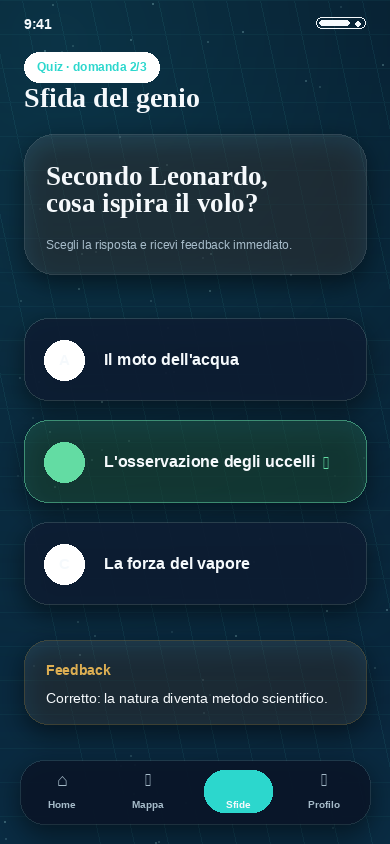 9:41
Quiz · domanda 2/3
Sfida del genio
Secondo Leonardo,
cosa ispira il volo?
Scegli la risposta e ricevi feedback immediato.
Il moto dell'acqua
L'osservazione degli uccelli
La forza del vapore
Feedback
Corretto: la natura diventa metodo scientifico.
Home
Mappa
Sfide
Profilo